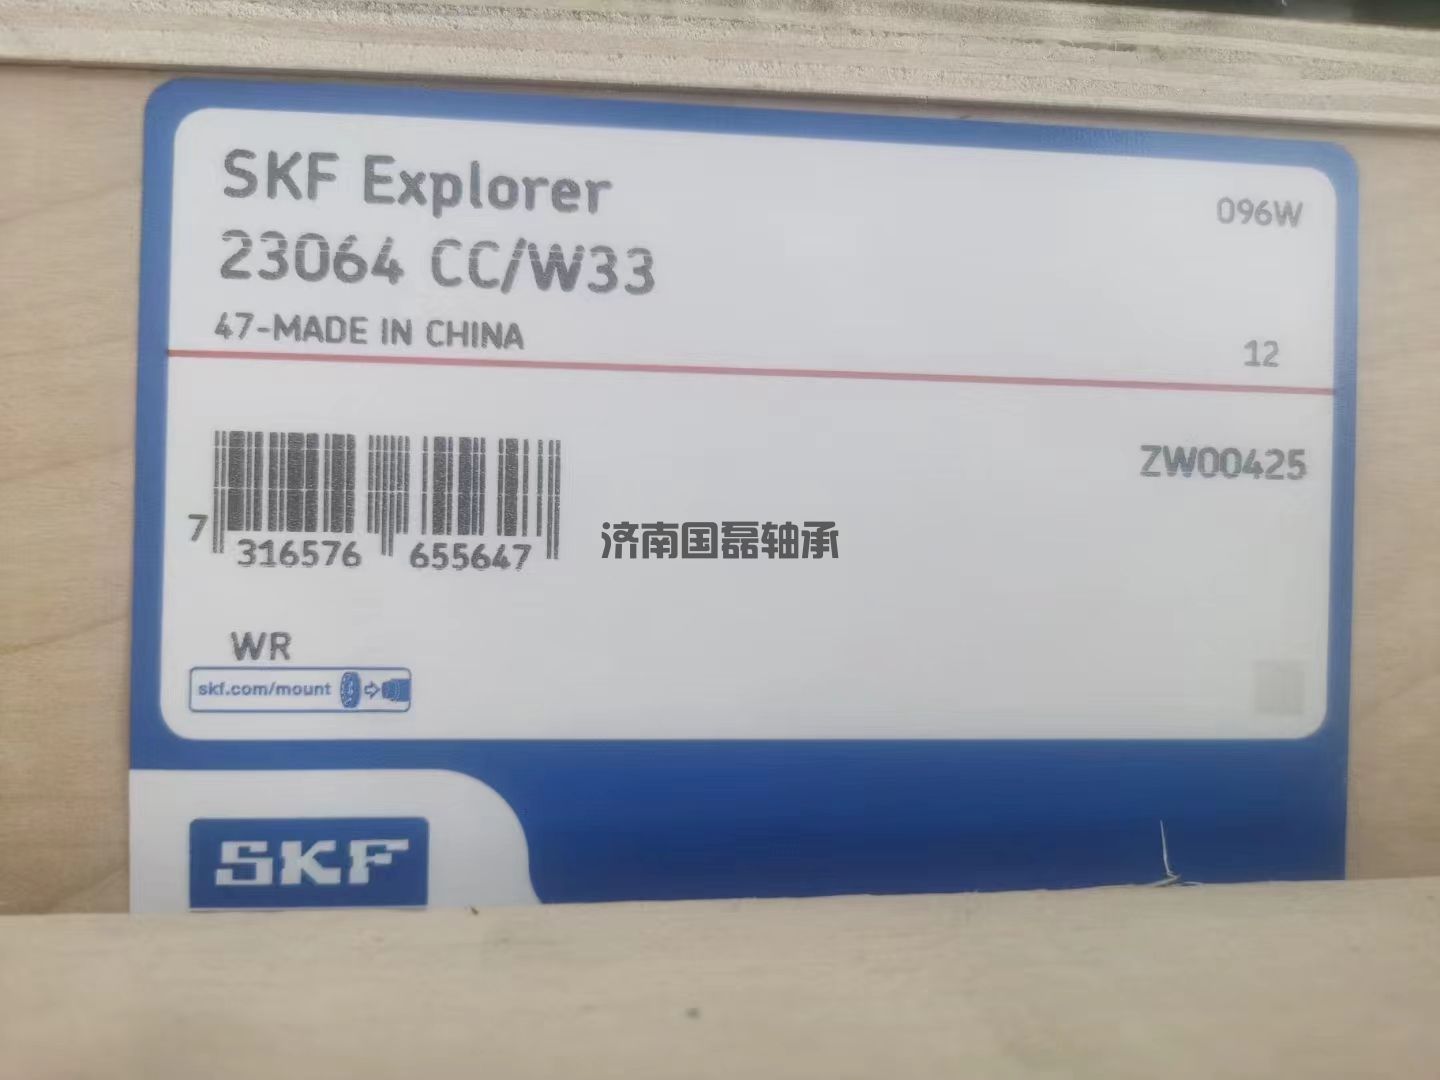 SKF Explorer
096W
23064 CC/W33
47-MADE IN CHINA
12
ZW00425
7 316576 655647
济南国磊轴承
WR
skf.com/mount
SKF